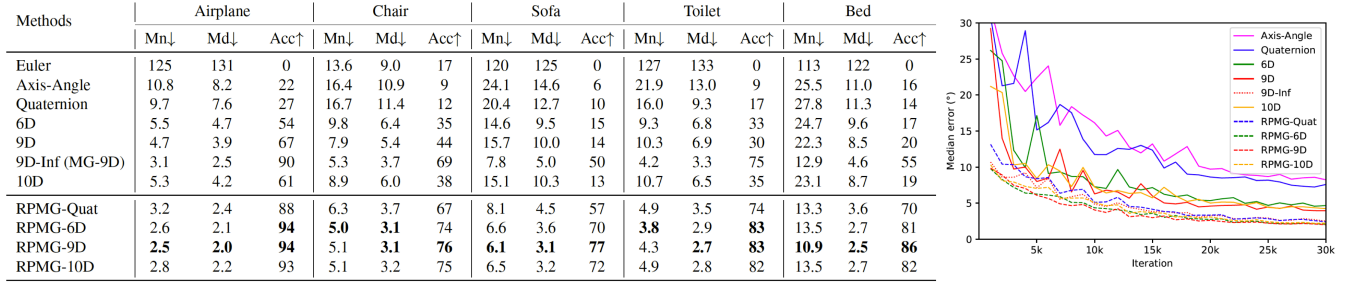 Methods Airplane Chair Sofa Toilet Bed
Mn↓ Md↓ Acc↑ Mn↓ Md↓ Acc↑ Mn↓ Md↓ Acc↑ Mn↓ Md↓ Acc↑ Mn↓ Md↓ Acc↑
Euler 125 131 0 13.6 9.0 17 120 125 0 127 133 0 113 122 0
Axis-Angle 10.8 8.2 22 16.4 10.9 9 24.1 14.6 6 21.9 13.0 9 25.5 11.0 16
Quaternion 9.7 7.6 27 16.7 11.4 12 20.4 12.7 10 16.0 9.3 17 27.8 11.3 14
6D 5.5 4.7 54 9.8 6.4 35 14.6 9.5 15 9.3 6.8 33 24.7 9.6 17
9D 4.7 3.9 67 7.9 5.4 44 15.7 10.0 14 10.3 6.9 30 22.3 8.5 20
9D-Inf (MG-9D) 3.1 2.5 90 5.3 3.7 69 7.8 5.0 50 4.2 3.3 75 12.9 4.6 55
10D 5.3 4.2 61 8.9 6.0 38 15.1 10.3 13 10.7 6.5 35 23.1 8.7 19
RPMG-Quat 3.2 2.4 88 6.3 3.7 67 8.1 4.5 57 4.9 3.5 74 13.3 3.6 70
RPMG-6D 2.6 2.1 94 5.0 3.1 74 6.6 3.6 70 3.8 2.9 83 13.5 2.7 81
RPMG-9D 2.5 2.0 94 5.1 3.1 76 6.1 3.1 77 4.3 2.7 83 10.9 2.5 86
RPMG-10D 2.8 2.2 93 5.1 3.2 75 6.5 3.2 72 4.9 2.8 82 13.5 2.7 82
Median error (°)
30
25
20
15
10
5
0
5k 10k 15k 20k 25k 30k
Iteration
Axis-Angle
Quaternion
6D
9D
9D-Inf
10D
RPMG-Quat
RPMG-6D
RPMG-9D
RPMG-10D